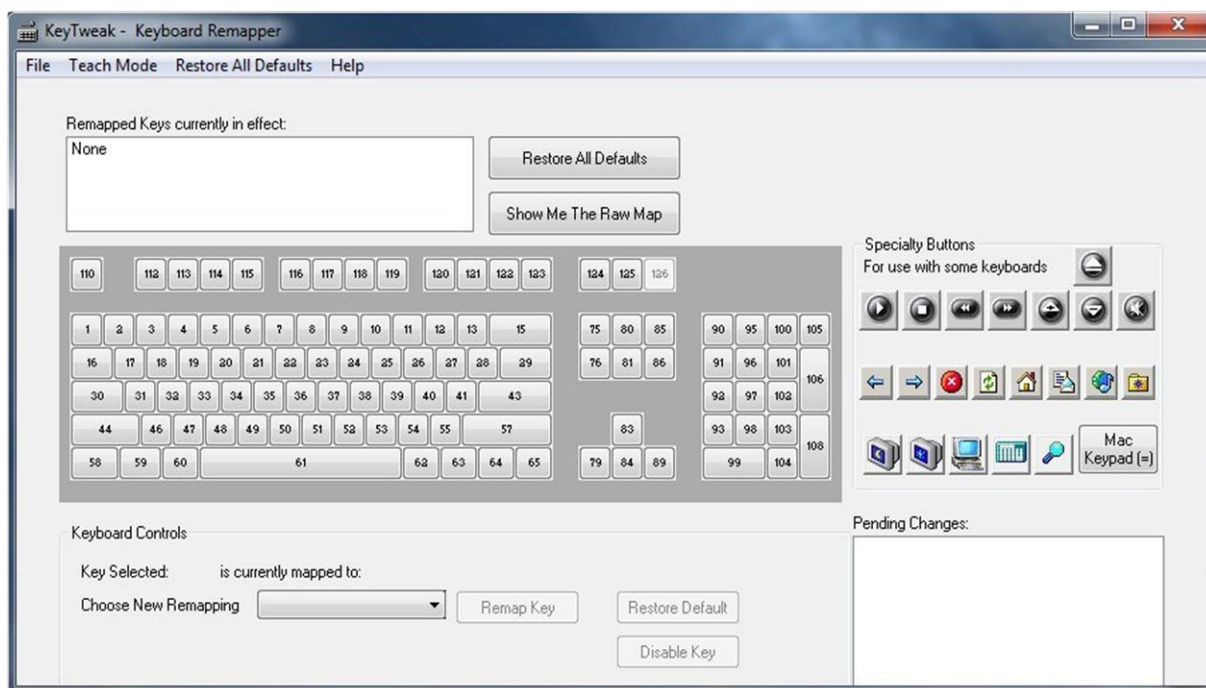 KeyTweak -  Keyboard Remapper
File Teach Mode Restore All Defaults Help
Remapped Keys currently in effect:
None
Restore All Defaults
Show Me The Raw Map
110 112 113 114 115 116 117 118 119 120 121 122 123 124 125 126
1 2 3 4 5 6 7 8 9 10 11 12 13 15 75 80 85 90 95 100 105
16 17 18 19 20 21 22 23 24 25 26 27 28 29 76 81 86 91 96 101
106
30 31 32 33 34 35 36 37 38 39 40 41 43 92 97 102
44 46 47 48 49 50 51 52 53 54 55 57 83 93 98 103
108
58 59 60 61 62 63 64 65 79 84 89 99 104
Specialty Buttons
For use with some keyboards
Mac
Keypad (=)
Keyboard Controls
Key Selected: is currently mapped to:
Choose New Remapping
Remap Key
Restore Default
Disable Key
Pending Changes: